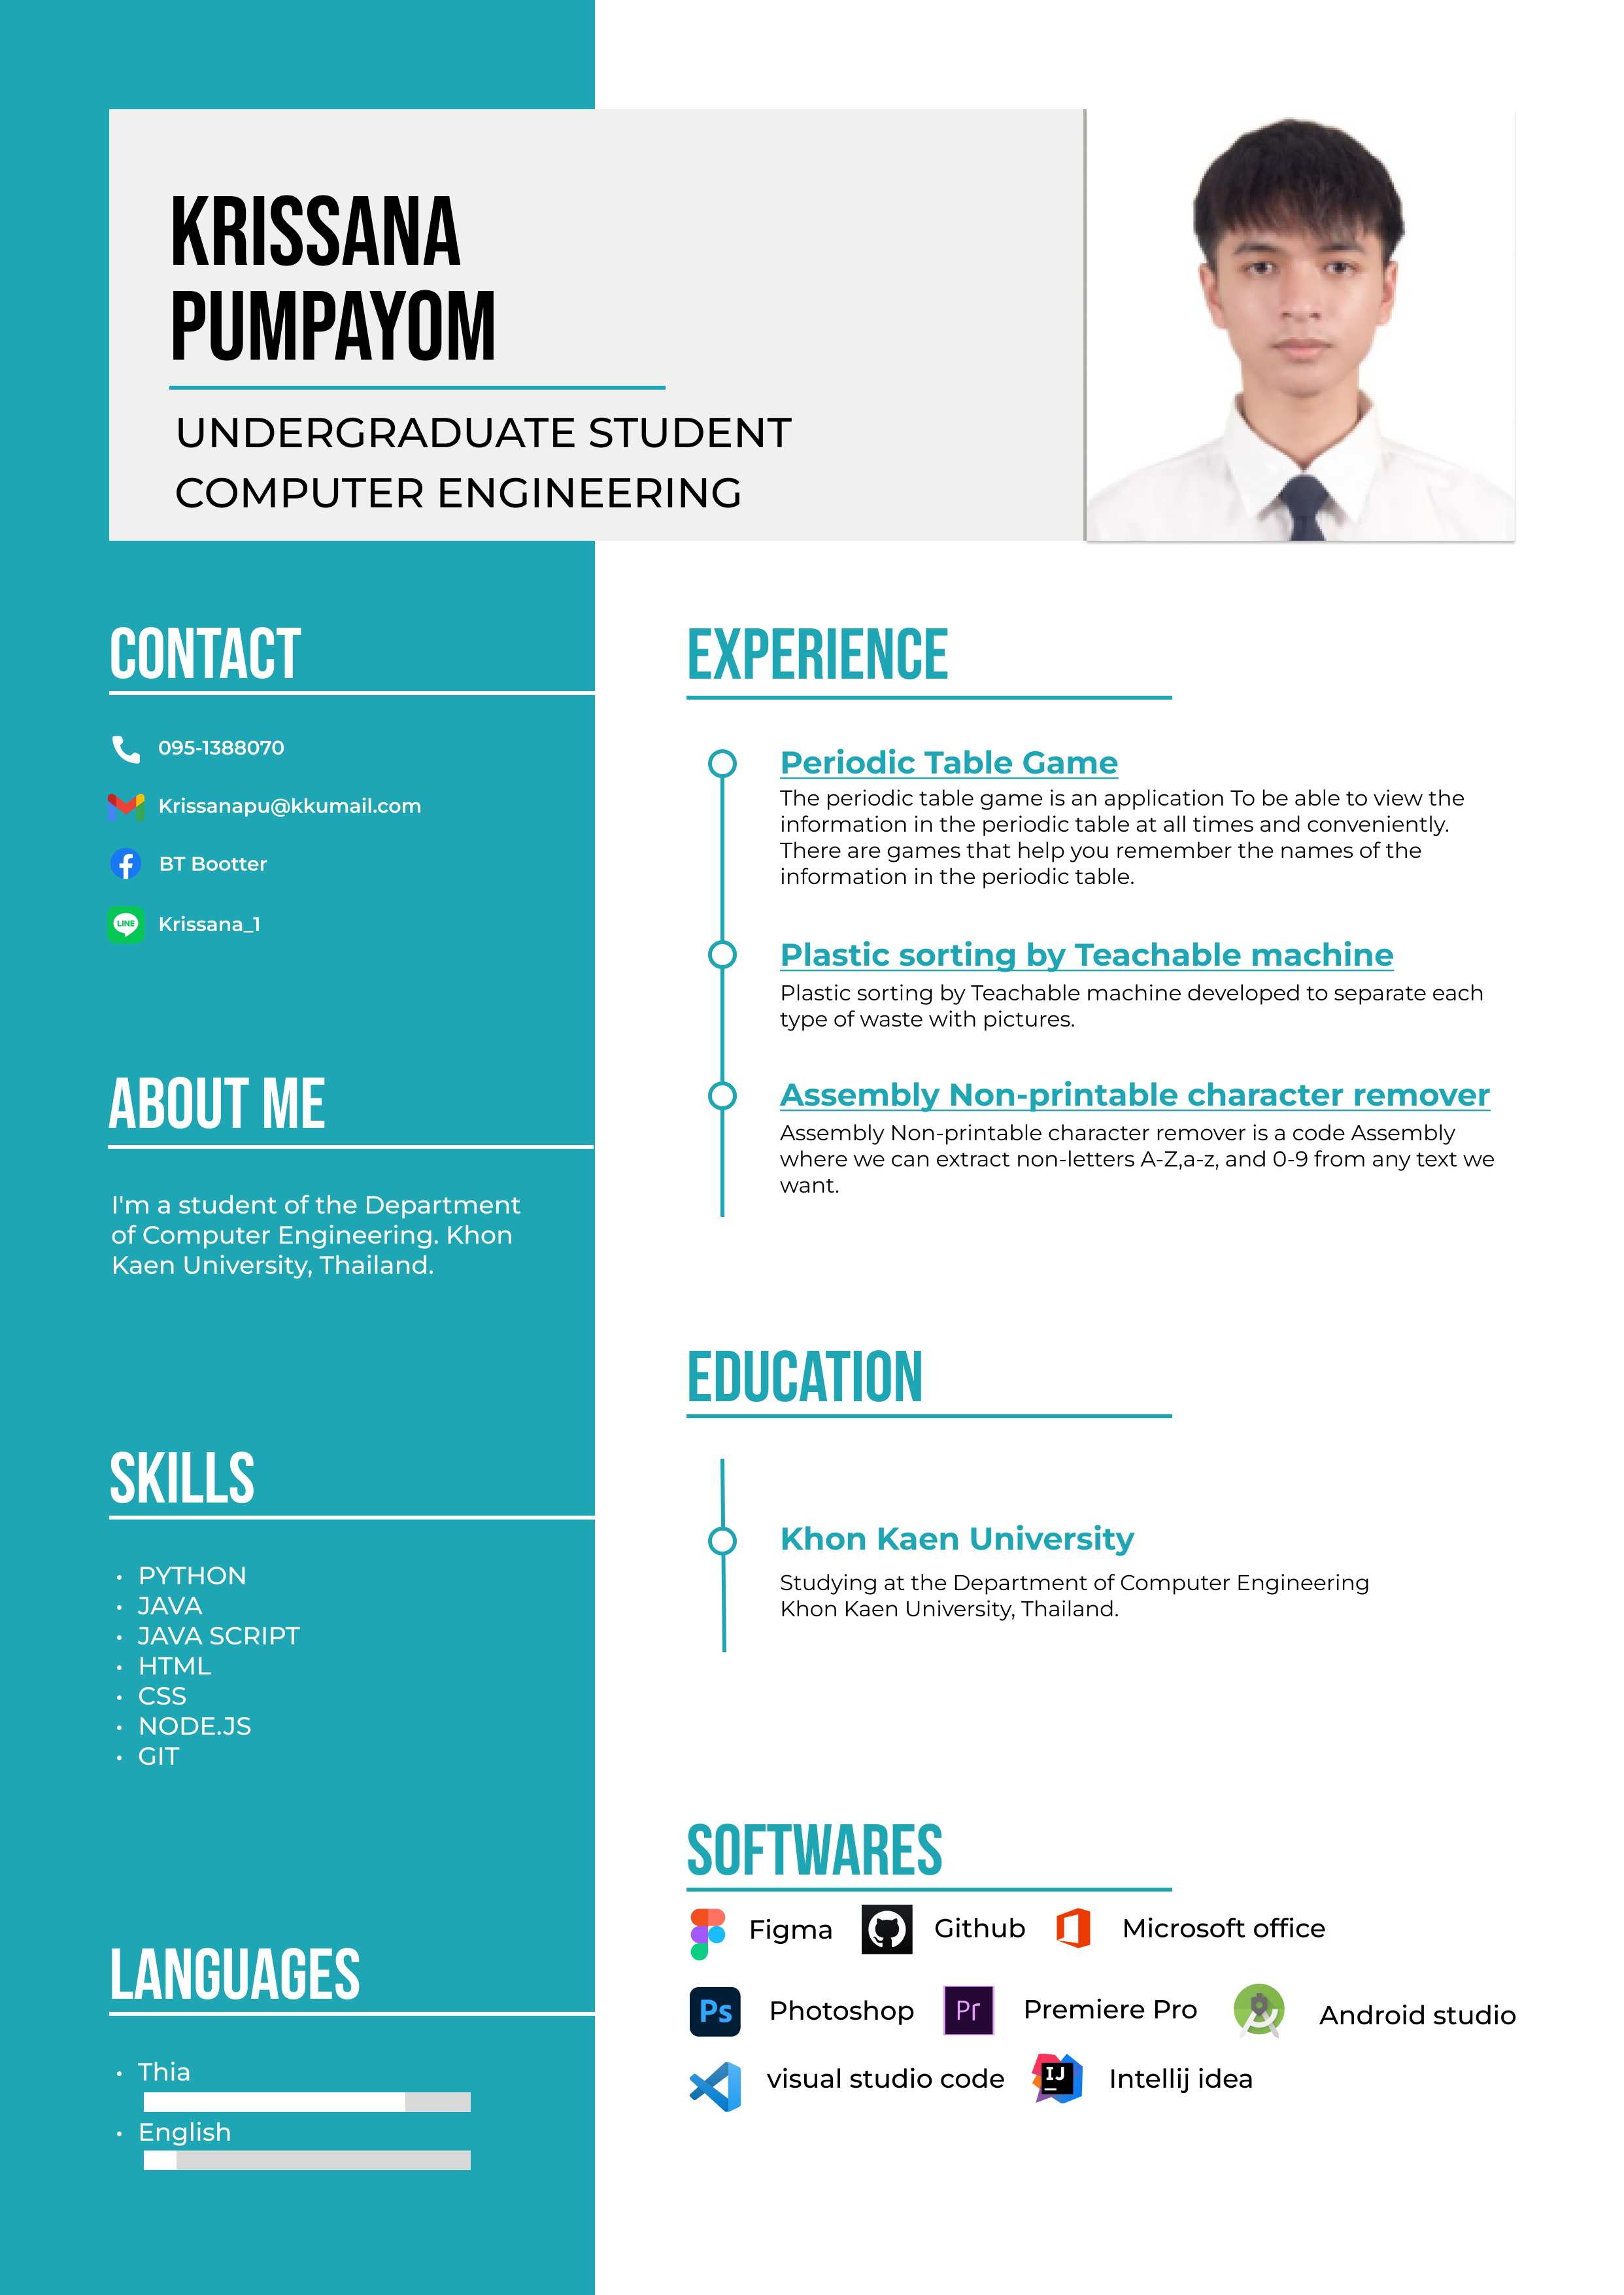 KRISSANA
PUMPAYOM
UNDERGRADUATE STUDENT
COMPUTER ENGINEERING
CONTACT
095-1388070
Krissanapu@kkumail.com
BT Bootter
LINE
Krissana_1
ABOUT ME
I'm a student of the Department
of Computer Engineering. Khon
Kaen University, Thailand.
SKILLS
• PYTHON
• JAVA
• JAVA SCRIPT
• HTML
• CSS
• NODE.JS
• GIT
LANGUAGES
• Thia
• English
EXPERIENCE
Periodic Table Game
The periodic table game is an application To be able to view the
information in the periodic table at all times and conveniently.
There are games that help you remember the names of the
information in the periodic table.
Plastic sorting by Teachable machine
Plastic sorting by Teachable machine developed to separate each
type of waste with pictures.
Assembly Non-printable character remover
Assembly Non-printable character remover is a code Assembly
where we can extract non-letters A-Z,a-z, and 0-9 from any text we
want.
EDUCATION
Khon Kaen University
Studying at the Department of Computer Engineering
Khon Kaen University, Thailand.
SOFTWARES
Figma Github Microsoft office
Ps Photoshop Pr Premiere Pro Android studio
visual studio code IJ Intellij idea